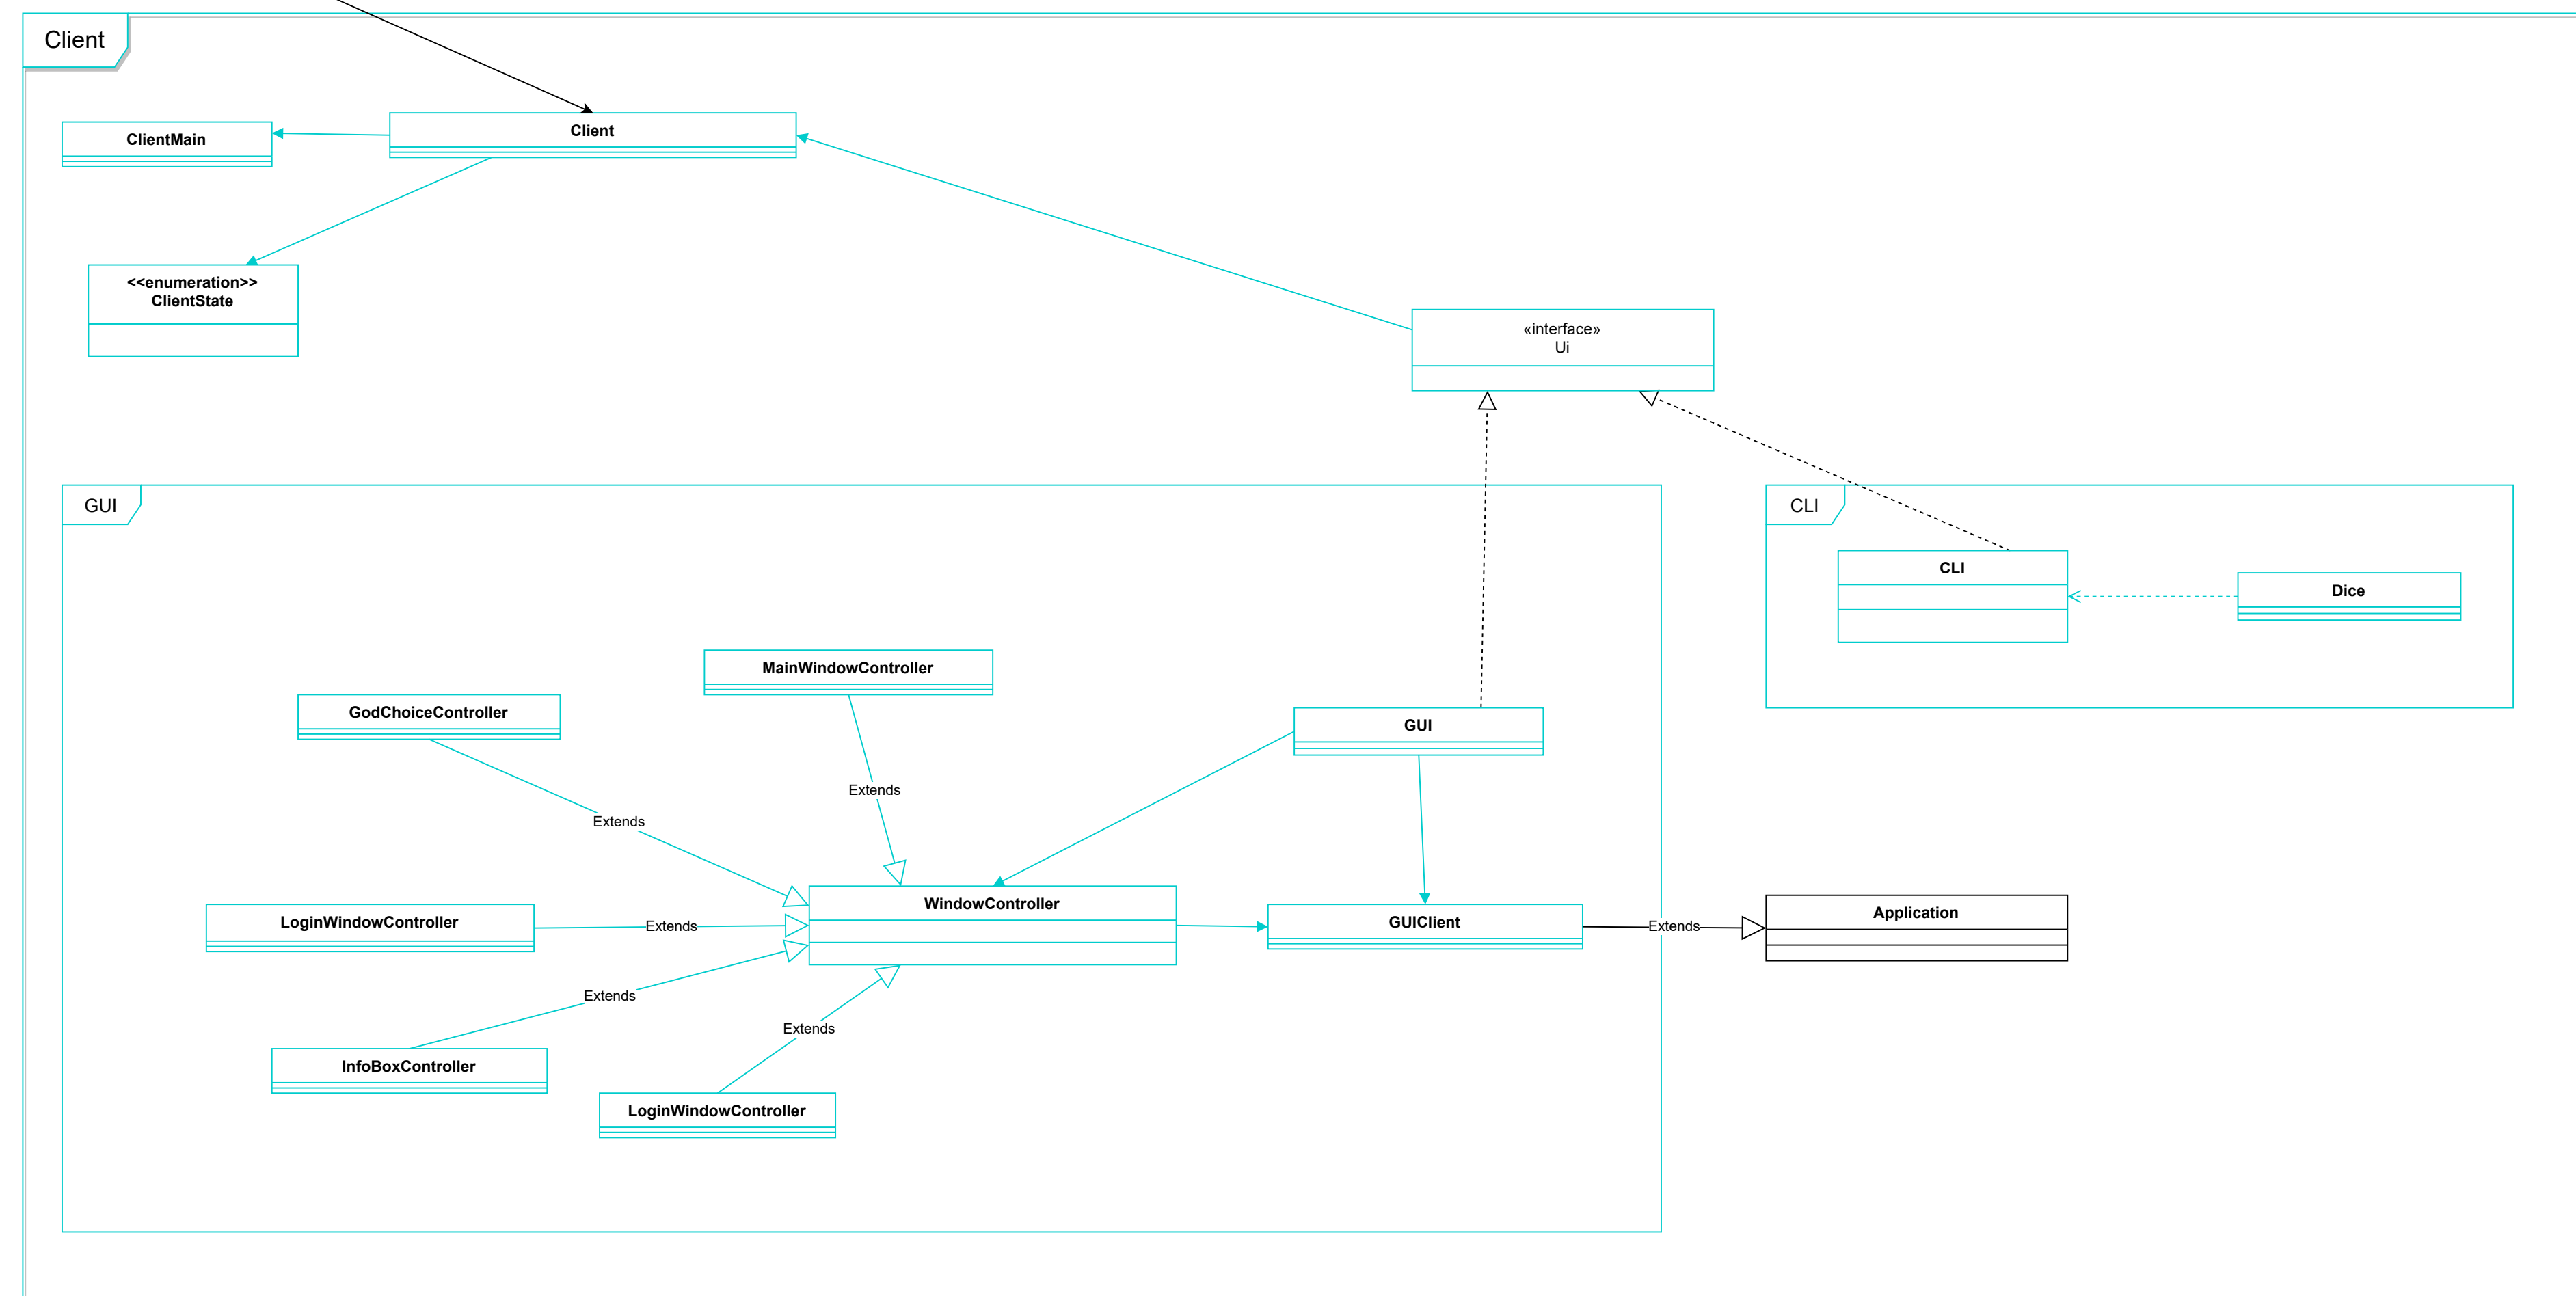 Client
ClientMain
Client
<<enumeration>>
ClientState
«interface»
Ui
GUI
CLI
CLI
Dice
MainWindowController
GodChoiceController
GUI
Extends
Extends
WindowController
LoginWindowController
Extends
GUIClient
Extends
Application
Extends
Extends
InfoBoxController
LoginWindowController